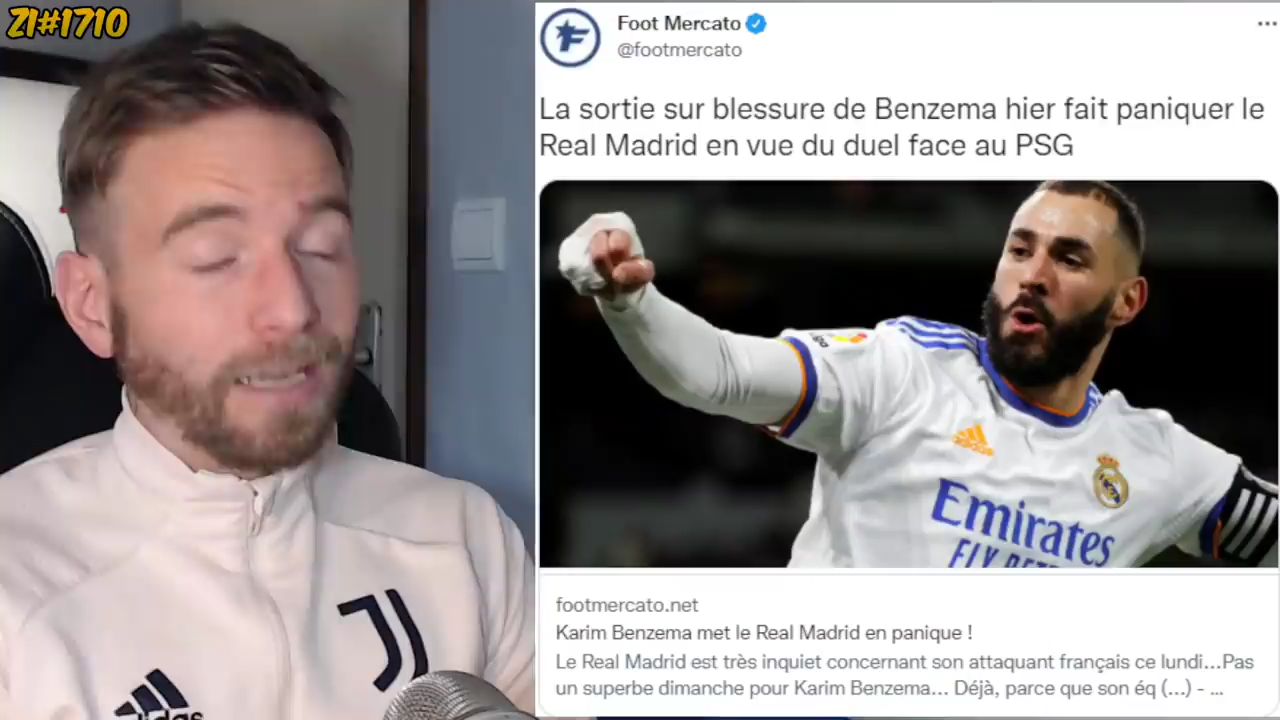 Z1#1710
Foot Mercato
@footmercato
La sortie sur blessure de Benzema hier fait paniquer le
Real Madrid en vue du duel face au PSG
Emirates
adidas
footmercato.net
Karim Benzema met le Real Madrid en panique !
Le Real Madrid est très inquiet concernant son attaquant français ce lundi...Pas
un superbe dimanche pour Karim Benzema... Déjà, parce que son éq (...) - ...